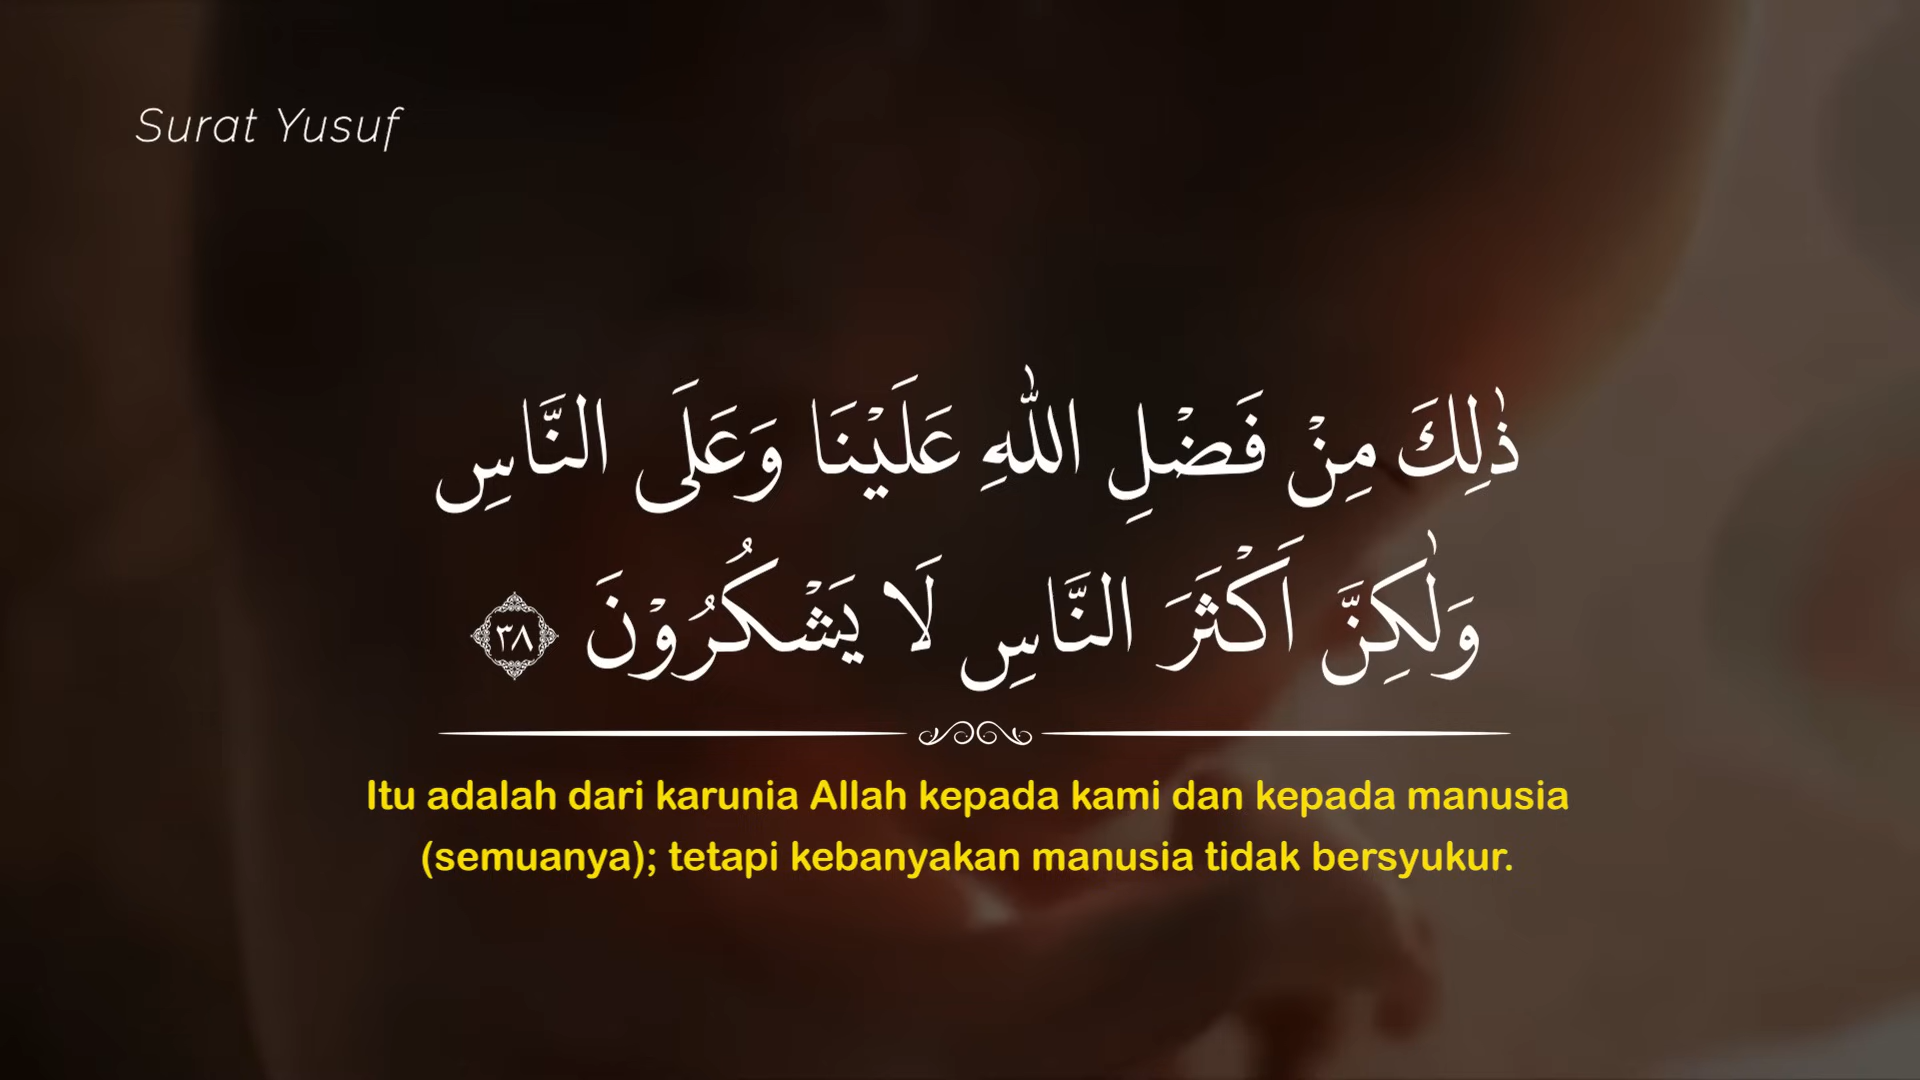 Surat Yusuf
ذٰلِكَ مِنْ فَضْلِ اللّٰهِ عَلَيْنَا وَعَلَى النَّاسِ
وَلٰكِنَّ اَكْثَرَ النَّاسِ لَا يَشْكُرُوْنَ ٣٨
Itu adalah dari karunia Allah kepada kami dan kepada manusia
(semuanya); tetapi kebanyakan manusia tidak bersyukur.